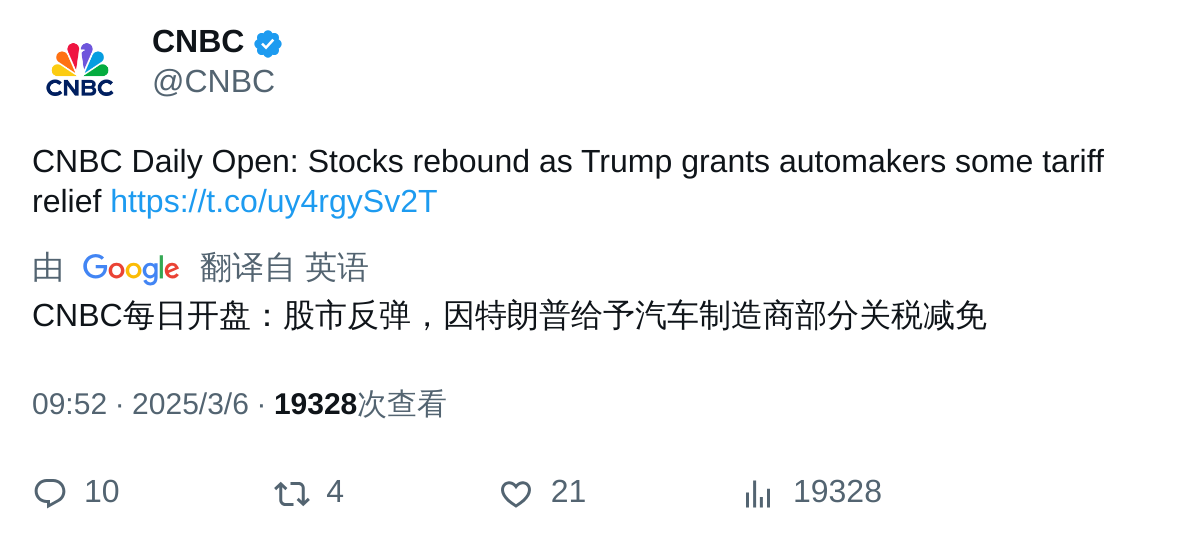 CNBC
CNBC
@CNBC
CNBC Daily Open: Stocks rebound as Trump grants automakers some tariff
relief https://t.co/uy4rgySv2T
由 Google 翻译自 英语
CNBC每日开盘：股市反弹，因特朗普给予汽车制造商部分关税减免
09:52 · 2025/3/6 · 19328次查看
10 4 21 19328